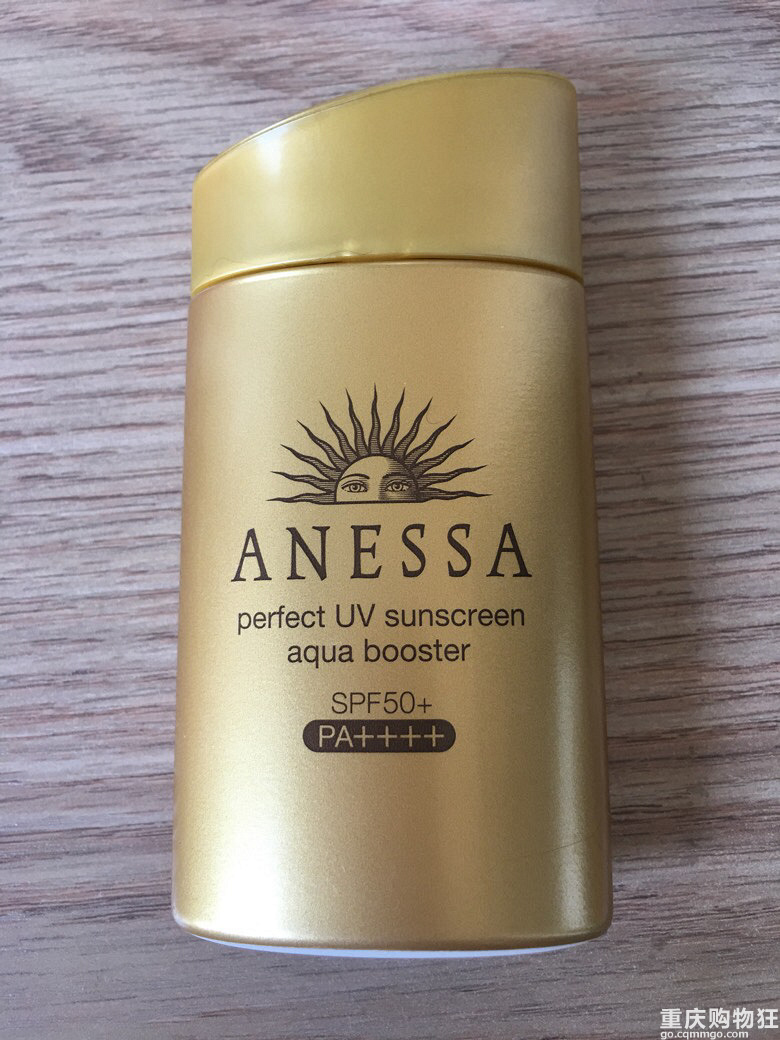 ANESSA
perfect UV sunscreen
aqua booster
SPF50+
PA++++
重庆购物狂
go.cqmmgo.com